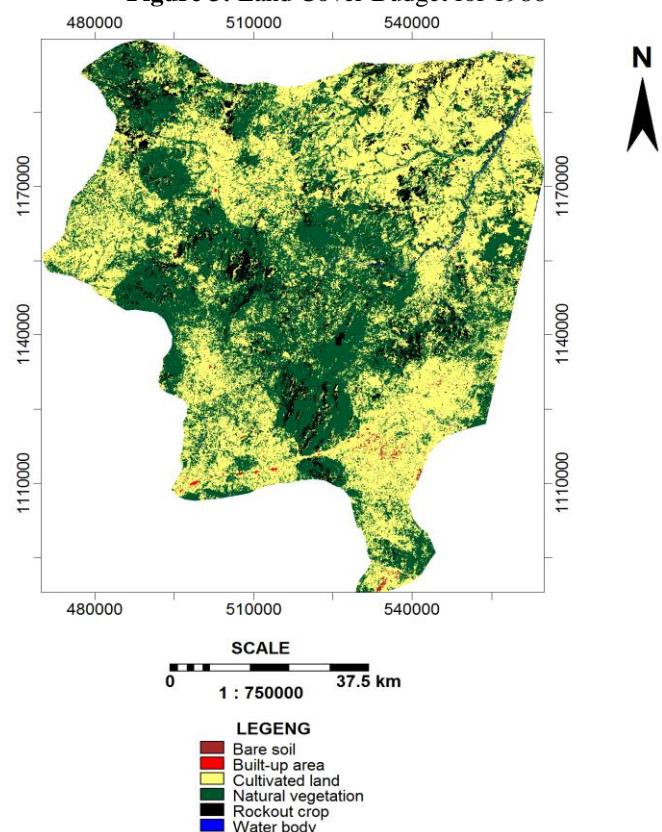 Figure Land Cover Budget for
480000 510000 540000
N
1170000 1170000
1140000 1140000
1110000 1110000
480000 510000 540000
SCALE
0 37.5 km
1 : 750000
LEGENG
Bare soil
Built-up area
Cultivated land
Natural vegetation
Rockout crop
Water body